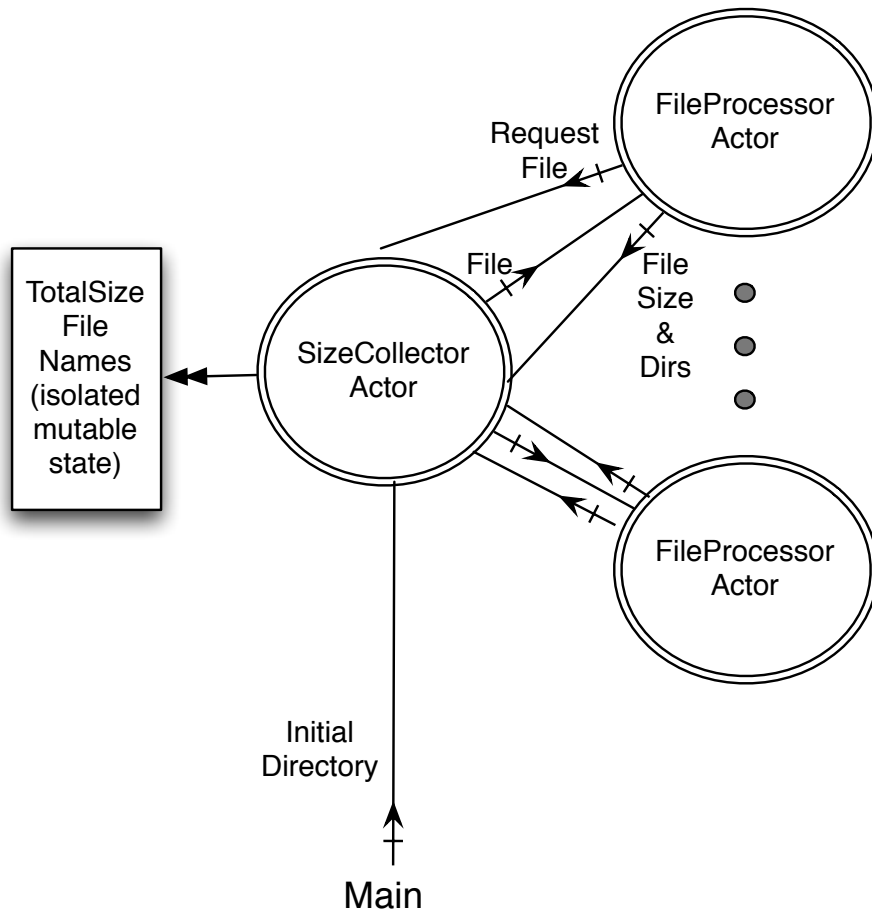 FileProcessor
Actor
Request
File
File
File
Size
&
Dirs
TotalSize
File
Names
(isolated
mutable
state)
SizeCollector
Actor
FileProcessor
Actor
Initial
Directory
Main